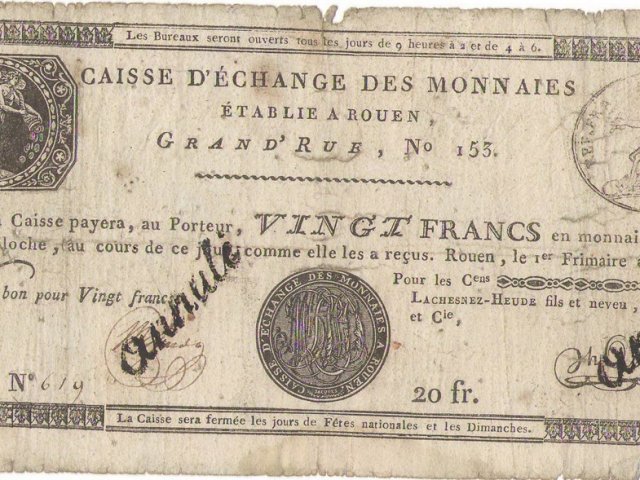 Les Bureaux seront ouverts tous les jours de 9 heures à 2 et de 4 à 6.
CAISSE D'ÉCHANGE DES MONNAIES
ÉTABLIE A ROUEN,
GRAND'RUE, No 153.
Caisse payera, au Porteur, VINGT FRANCS en monnaie
loche, au cours de ce jour, comme elle les a reçus. Rouen, le 1er Frimaire a
Pour les Cens
bon pour Vingt francs
LACHESNEZ-HEUDE fils et neveu,
et Cie,
annulé
CAISSE D'ÉCHANGE DES MONNAIES A ROUEN
N° 619
20 fr.
La Caisse sera fermée les jours de Fêtes nationales et les Dimanches.